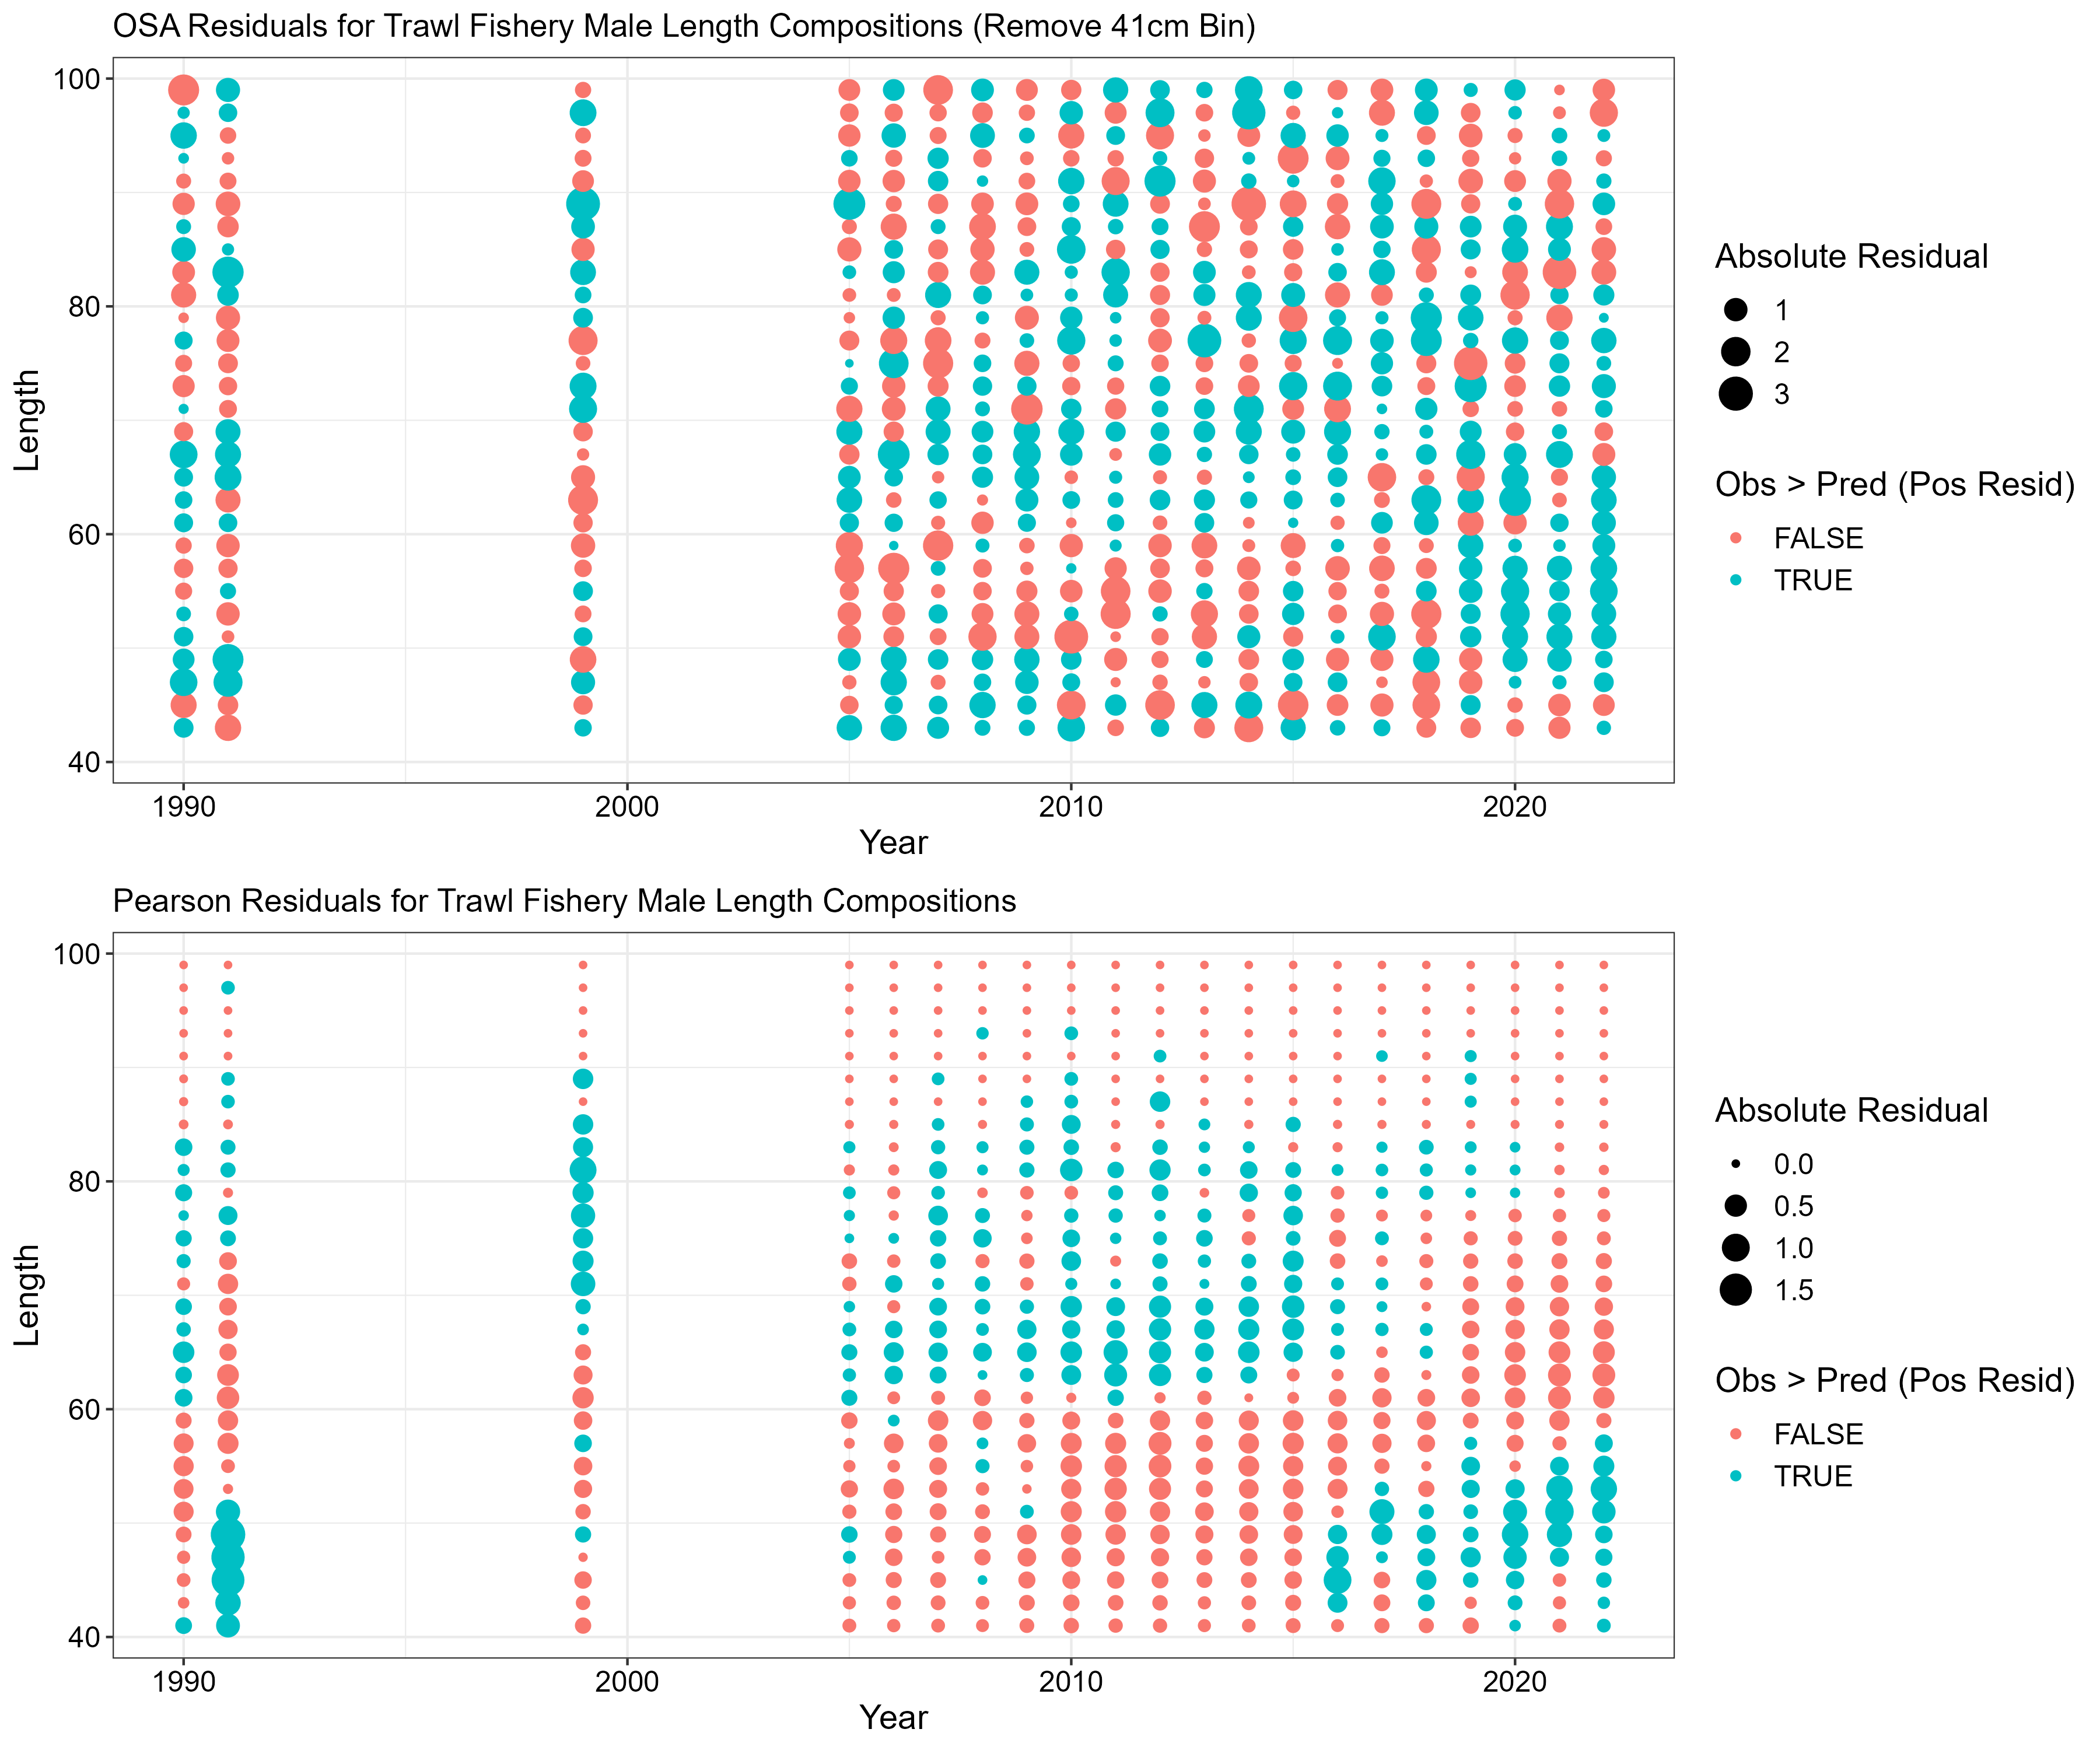 OSA Residuals for Trawl Fishery Male Length Compositions (Remove 41cm Bin)
100
80
60
40
Length
1990
2000
2010
2020
Year
Absolute Residual
1
2
3
Obs > Pred (Pos Resid)
FALSE
TRUE
Pearson Residuals for Trawl Fishery Male Length Compositions
100
80
60
40
Length
1990
2000
2010
2020
Year
Absolute Residual
0.0
0.5
1.0
1.5
Obs > Pred (Pos Resid)
FALSE
TRUE